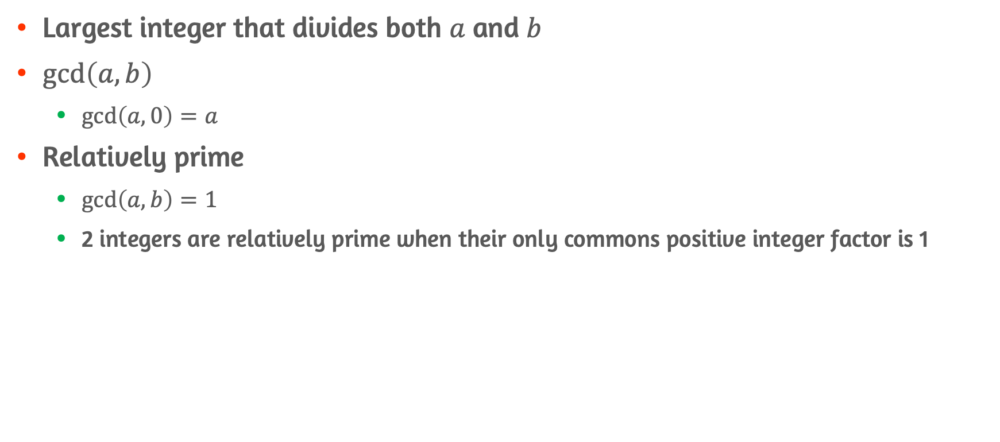 • Largest integer that divides both a and b
• gcd(a, b)
• gcd(a, 0) = a
• Relatively prime
• gcd(a, b) = 1
• 2 integers are relatively prime when their only commons positive integer factor is 1